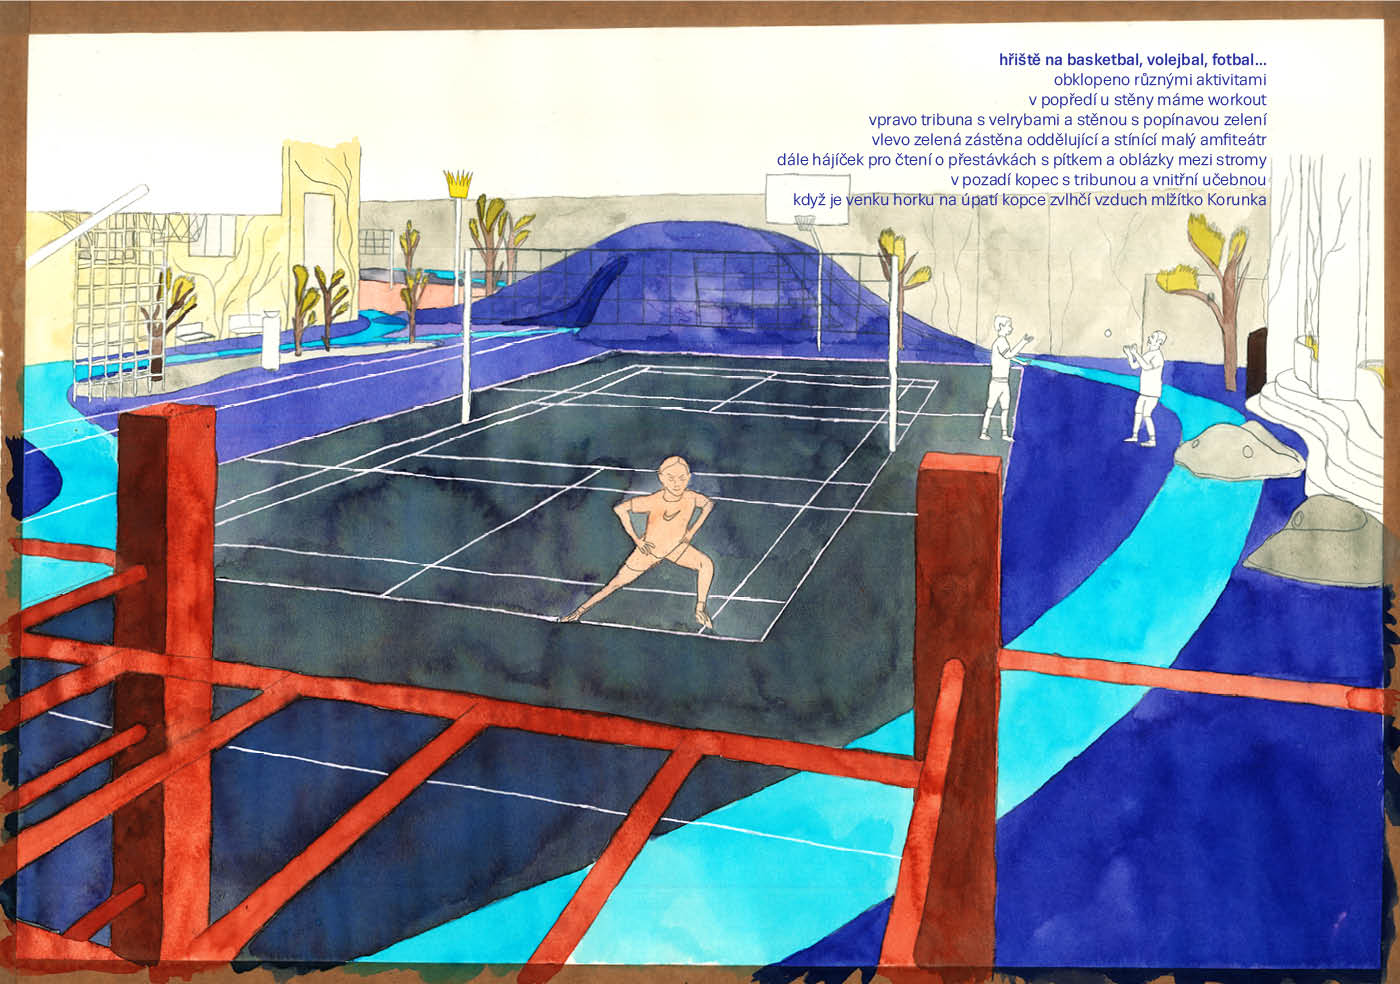 hřiště na basketbal, volejbal, fotbal...
obklopeno různými aktivitami
v popředí u stěny máme workout
vpravo tribuna s velrybami a stěnou s popínavou zelení
vlevo zelená zástěna oddělující a stínící malý amfiteátr
dále hájíček pro čtení o přestávkách s pítkem a oblázky mezi stromy
v pozadí kopec s tribunou a vnitřní učebnou
když je venku horku na úpatí kopce zvlhčí vzduch mlžítko Korunka